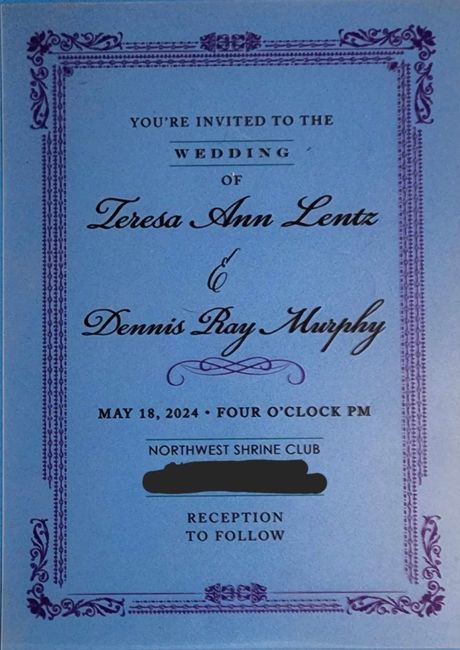 YOU'RE INVITED TO THE
WEDDING
OF
Teresa Ann Lentz
&
Dennis Ray Murphy
MAY 18, 2024 • FOUR O'CLOCK PM
NORTHWEST SHRINE CLUB
RECEPTION
TO FOLLOW